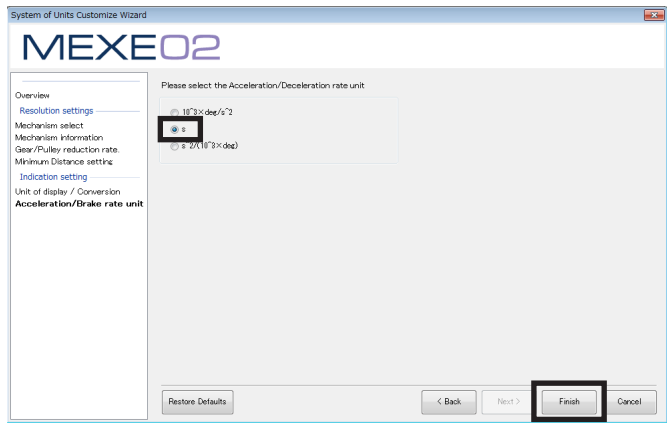 System of Units Customize Wizard
MEXE02
Overview
Resolution settings
Mechanism select
Mechanism information
Gear/Pulley reduction rate.
Minimum Distance setting
Indication setting
Unit of display / Conversion
Acceleration/Brake rate unit
Please select the Acceleration/Deceleration rate unit
10^3×deg/s^2
s
s^2/(10^3×deg)
Restore Defaults
< Back
Next >
Finish
Cancel